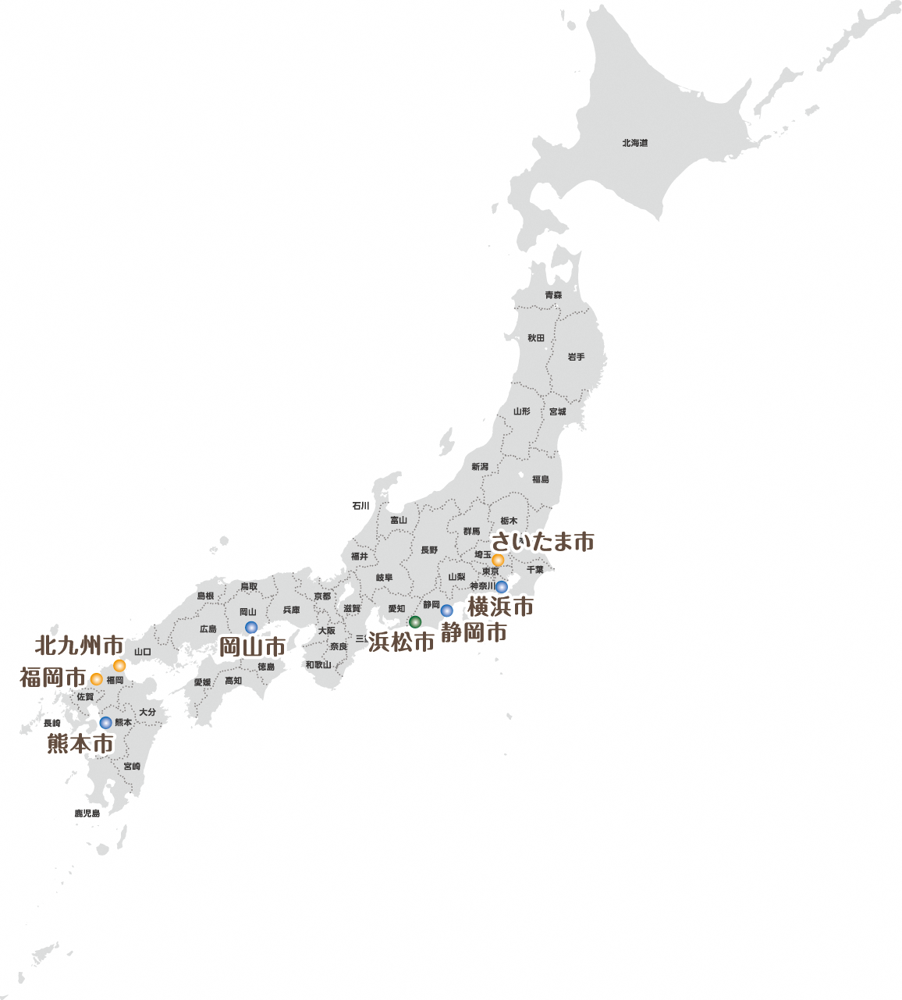 北海道
青森
秋田
岩手
山形
宮城
新潟
福島
石川
富山
栃木
群馬
さいたま市
長野
埼玉
福井
千葉
東京
岐阜
山梨
神奈川
鳥取
島根
京都
横浜市
静岡
滋賀
愛知
兵庫
岡山
広島
大阪
静岡市
浜松市
奈良
岡山市
北九州市
山口
和歌山
徳島
福岡市
福岡
高知
愛媛
佐賀
大分
熊本
長崎
熊本市
宮崎
鹿児島